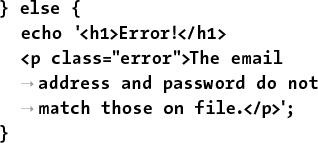 } else {
echo '<h1>Error!</h1>
<p class="error">The email
→ address and password do not
→ match those on file.</p>';
}